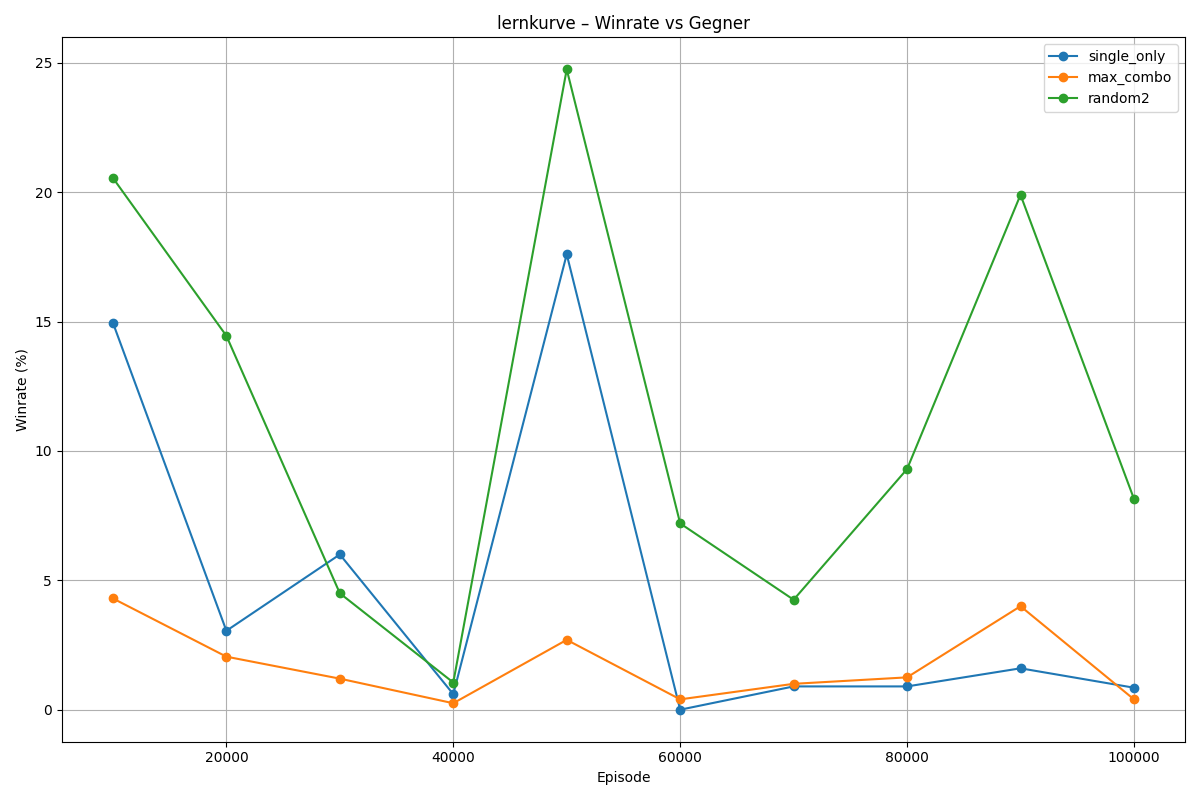 lernkurve – Winrate vs Gegner
single_only
max_combo
random2
Winrate (%)
25
20
15
10
5
0
20000
40000
60000
80000
100000
Episode